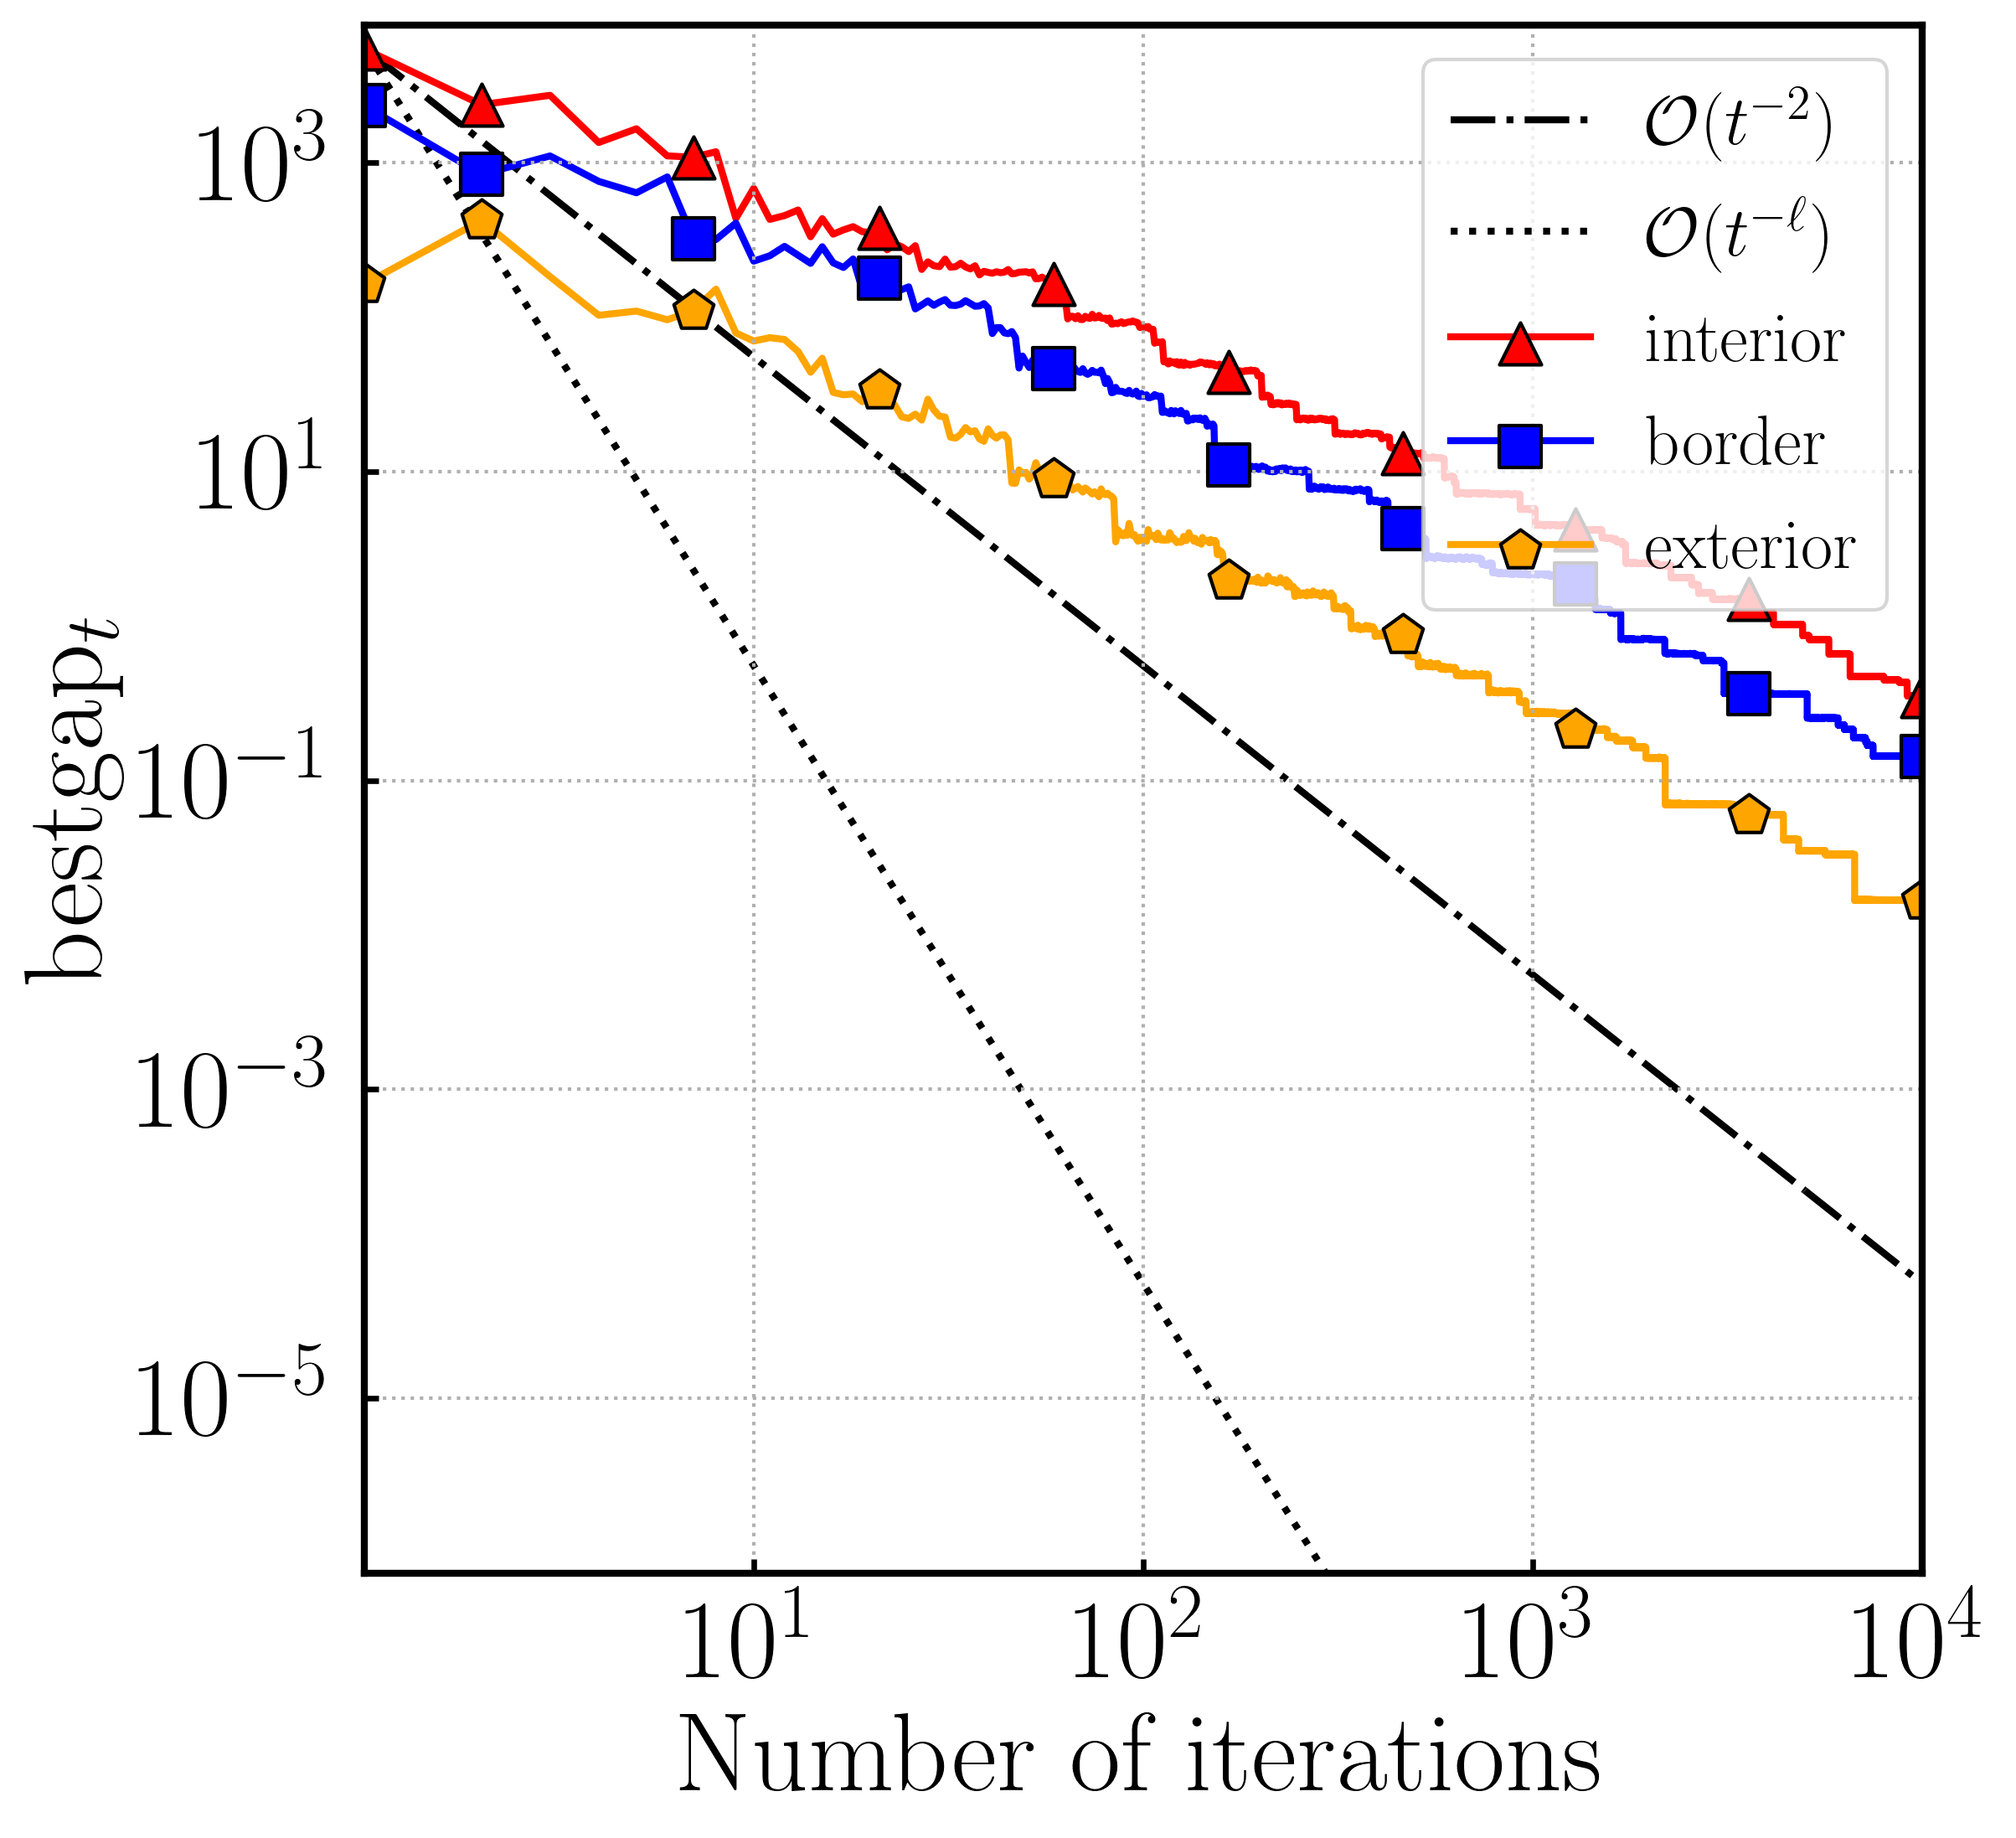 bestgap_t
10^3
10^1
10^−1
10^−3
10^−5
𝒪(t^−2)
𝒪(t^−ℓ)
interior
border
exterior
10^1 10^2 10^3 10^4
Number of iterations